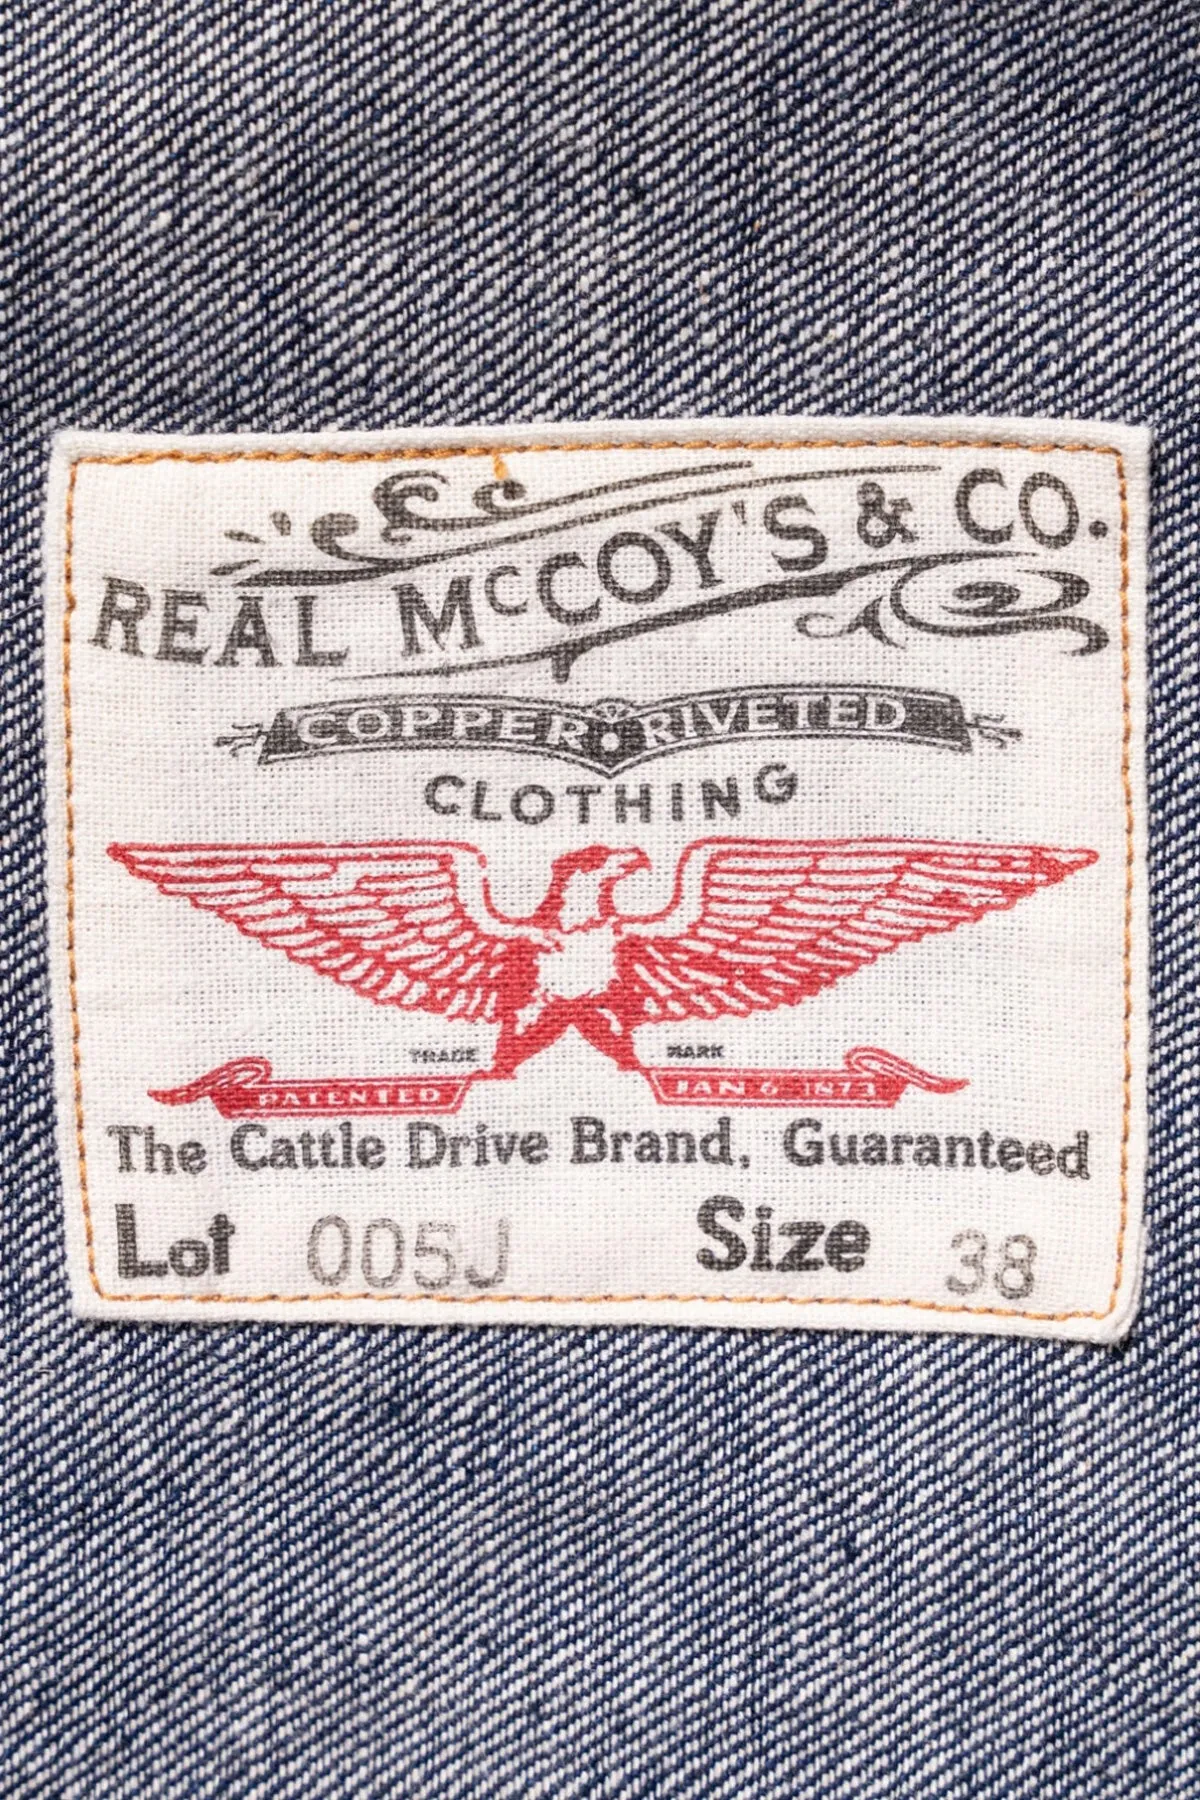 REAL McCOY'S & CO.
COPPER RIVETED
CLOTHING
TRADE MARK
PATENTED JAN 6 1873
The Cattle Drive Brand, Guaranteed
Lot 005J Size 38